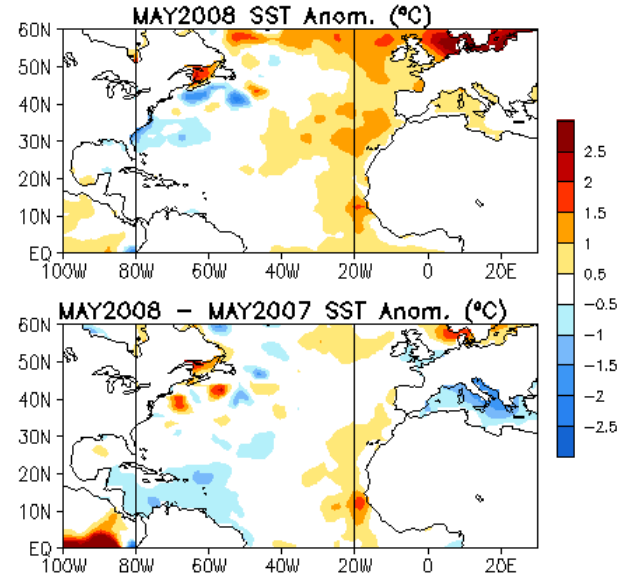 MAY2008 SST Anom. (ºC)
60N
50N
40N
30N
20N
10N
EQ
100W 80W 60W 40W 20W 0 20E
MAY2008 – MAY2007 SST Anom. (ºC)
60N
50N
40N
30N
20N
10N
EQ
100W 80W 60W 40W 20W 0 20E
2.5
2
1.5
1
0.5
-0.5
-1
-1.5
-2
-2.5